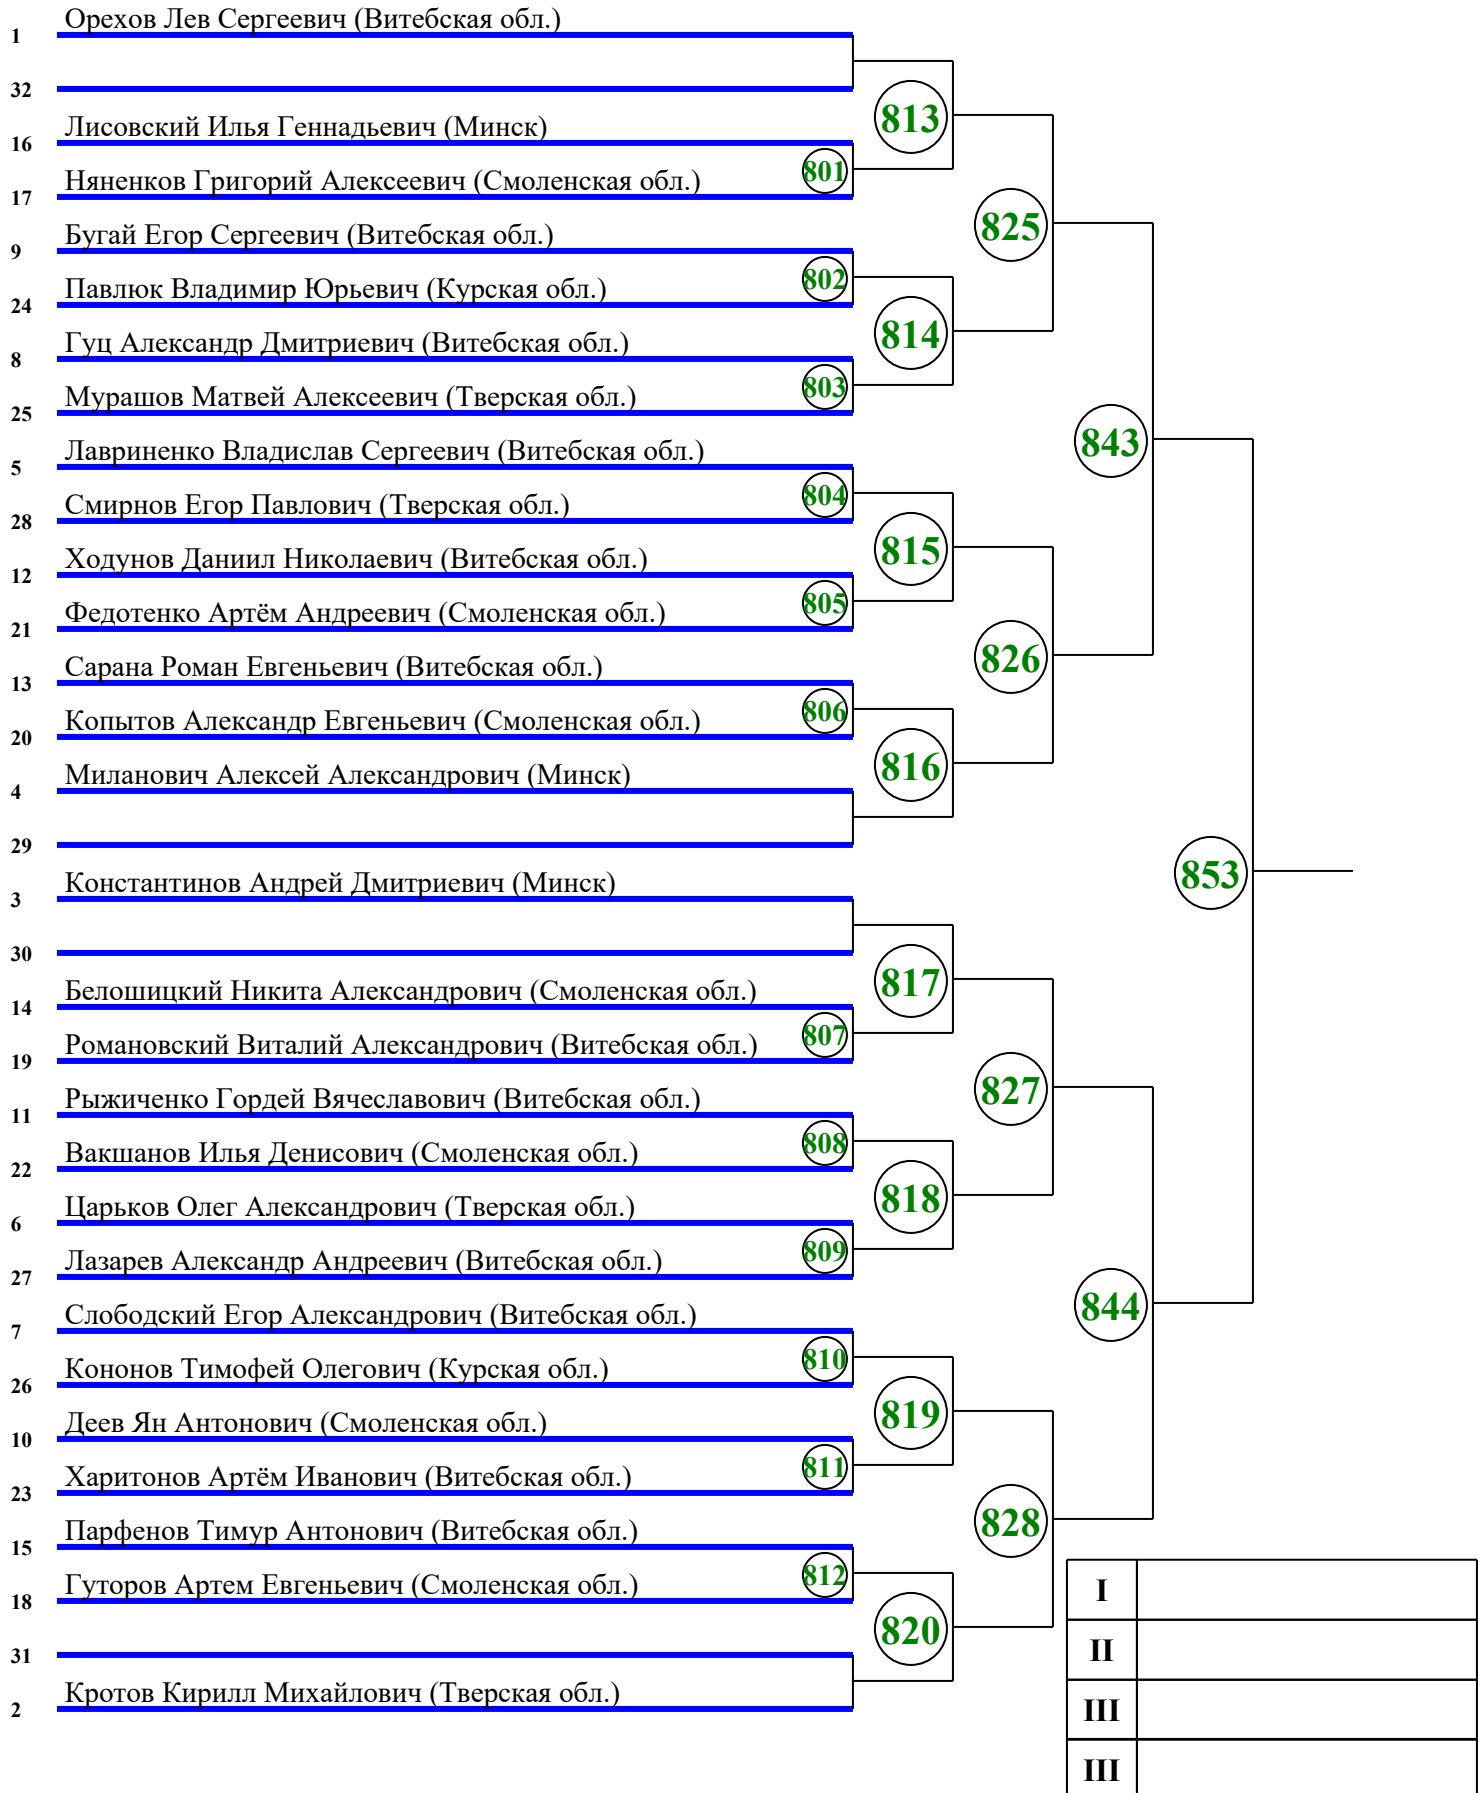 Орехов Лев Сергеевич (Витебская обл.)
1
32
813
Лисовский Илья Геннадьевич (Минск)
16
801
Няненков Григорий Алексеевич (Смоленская обл.)
17
825
Бугай Егор Сергеевич (Витебская обл.)
9
802
Павлюк Владимир Юрьевич (Курская обл.)
24
814
Гуц Александр Дмитриевич (Витебская обл.)
8
803
Мурашов Матвей Алексеевич (Тверская обл.)
25
843
Лавриненко Владислав Сергеевич (Витебская обл.)
5
804
Смирнов Егор Павлович (Тверская обл.)
28
815
Ходунов Даниил Николаевич (Витебская обл.)
12
805
Федотенко Артём Андреевич (Смоленская обл.)
21
826
Сарана Роман Евгеньевич (Витебская обл.)
13
806
Копытов Александр Евгеньевич (Смоленская обл.)
20
816
Миланович Алексей Александрович (Минск)
4
29
853
Константинов Андрей Дмитриевич (Минск)
3
30
817
Белошицкий Никита Александрович (Смоленская обл.)
14
807
Романовский Виталий Александрович (Витебская обл.)
19
827
Рыжиченко Гордей Вячеславович (Витебская обл.)
11
808
Вакшанов Илья Денисович (Смоленская обл.)
22
818
Царьков Олег Александрович (Тверская обл.)
6
809
Лазарев Александр Андреевич (Витебская обл.)
27
844
Слободский Егор Александрович (Витебская обл.)
7
810
Кононов Тимофей Олегович (Курская обл.)
26
819
Деев Ян Антонович (Смоленская обл.)
10
811
Харитонов Артём Иванович (Витебская обл.)
23
828
Парфенов Тимур Антонович (Витебская обл.)
15
812
Гуторов Артем Евгеньевич (Смоленская обл.)
18
820
31
Кротов Кирилл Михайлович (Тверская обл.)
2
I
II
III
III